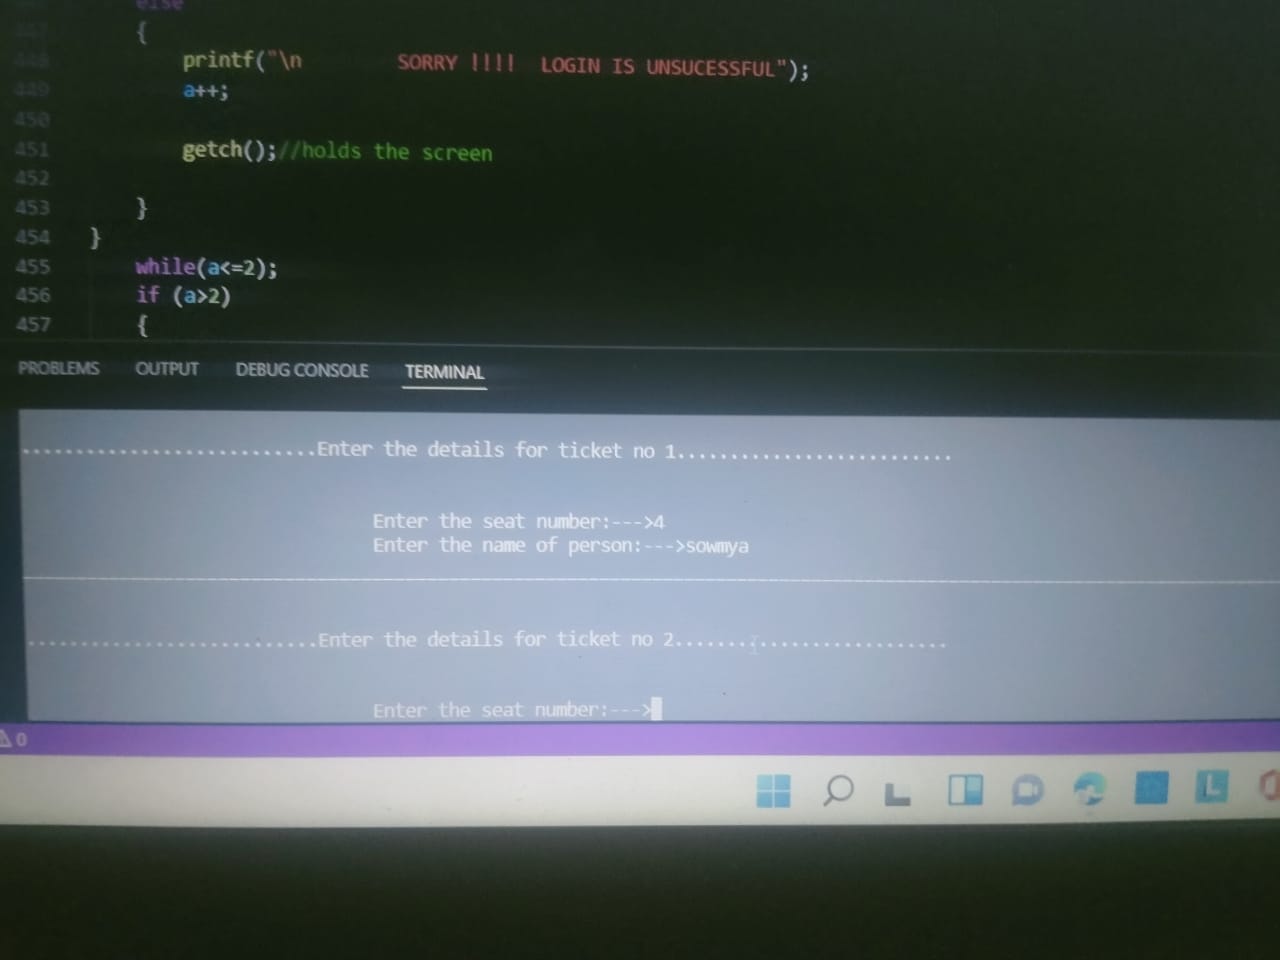 else
447 {
448 printf("\n SORRY !!!! LOGIN IS UNSUCESSFUL");
449 a++;
450
451 getch();//holds the screen
452
453 }
454 }
455 while(a<=2);
456 if (a>2)
457 {
PROBLEMS OUTPUT DEBUG CONSOLE TERMINAL
...........................Enter the details for ticket no 1..........................
Enter the seat number:--->4
Enter the name of person:--->sowmya
...........................Enter the details for ticket no 2..........................
Enter the seat number:--->
0
L